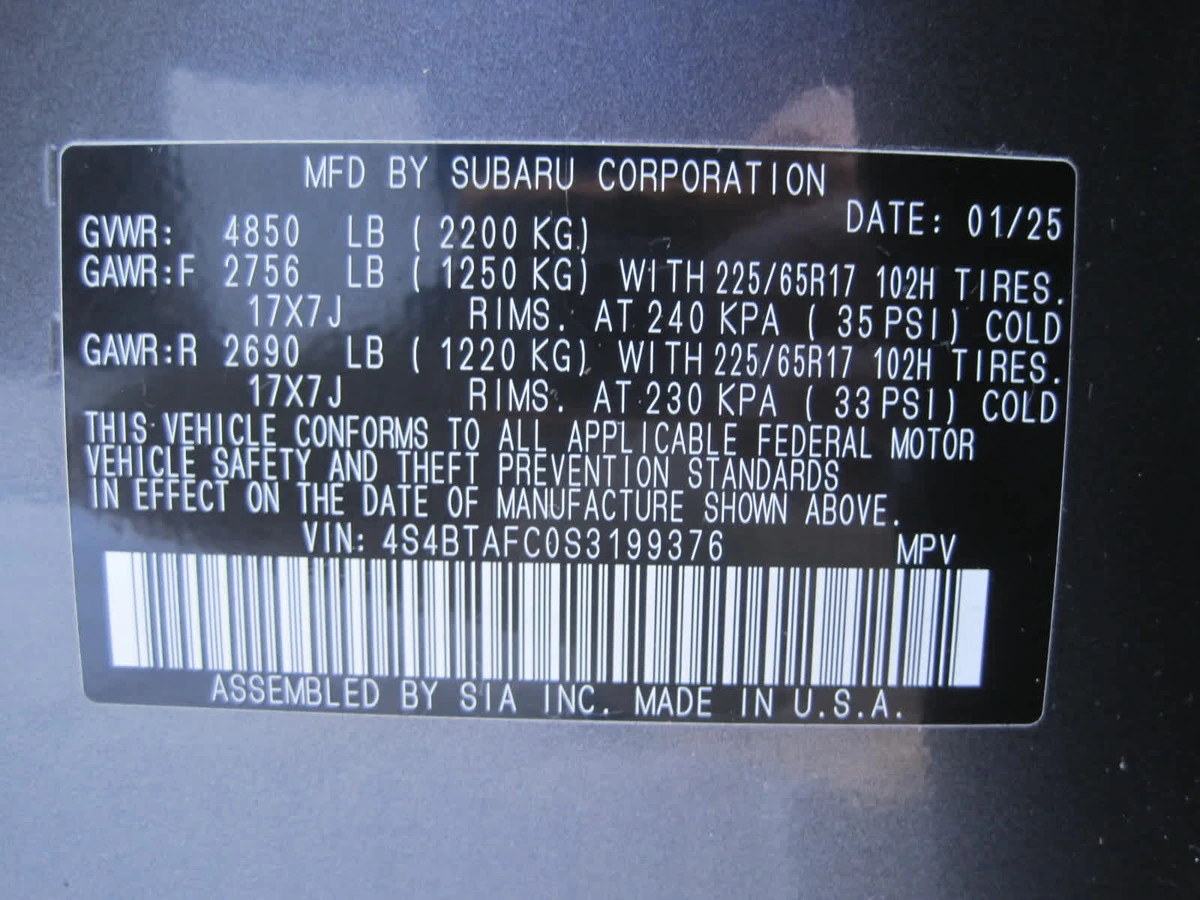 MFD BY SUBARU CORPORATION
DATE: 01/25
GVWR: 4850 LB ( 2200 KG)
GAWR:F 2756 LB ( 1250 KG) WITH 225/65R17 102H TIRES.
17X7J RIMS. AT 240 KPA ( 35 PSI) COLD
GAWR:R 2690 LB ( 1220 KG) WITH 225/65R17 102H TIRES.
17X7J RIMS. AT 230 KPA ( 33 PSI) COLD
THIS VEHICLE CONFORMS TO ALL APPLICABLE FEDERAL MOTOR
VEHICLE SAFETY AND THEFT PREVENTION STANDARDS
IN EFFECT ON THE DATE OF MANUFACTURE SHOWN ABOVE.
VIN: 4S4BTAFC0S3199376 MPV
ASSEMBLED BY SIA INC. MADE IN U.S.A.